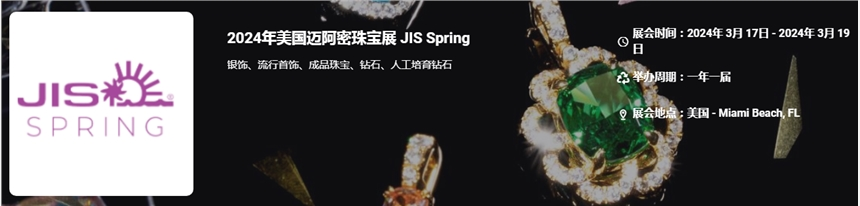 JIS
®
SPRING
2024年美国迈阿密珠宝展 JIS Spring
银饰、流行首饰、成品珠宝、钻石、人工培育钻石
展会时间：2024年 3月 17日 - 2024年 3月 19
日
举办周期：一年一届
展会地点：美国 - Miami Beach, FL